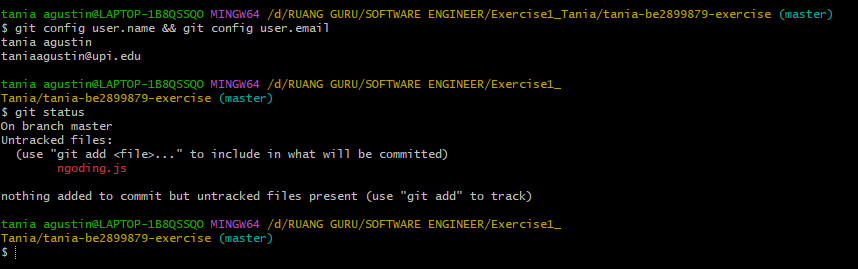 tania agustin@LAPTOP-1B8QSSQO MINGW64 /d/RUANG GURU/SOFTWARE ENGINEER/Exercise1_Tania/tania-be2899879-exercise (master)
$ git config user.name && git config user.email
tania agustin
taniaagustin@upi.edu
tania agustin@LAPTOP-1B8QSSQO MINGW64 /d/RUANG GURU/SOFTWARE ENGINEER/Exercise1_
Tania/tania-be2899879-exercise (master)
$ git status
On branch master
Untracked files:
  (use "git add <file>..." to include in what will be committed)
        ngoding.js
nothing added to commit but untracked files present (use "git add" to track)
tania agustin@LAPTOP-1B8QSSQO MINGW64 /d/RUANG GURU/SOFTWARE ENGINEER/Exercise1_
Tania/tania-be2899879-exercise (master)
$